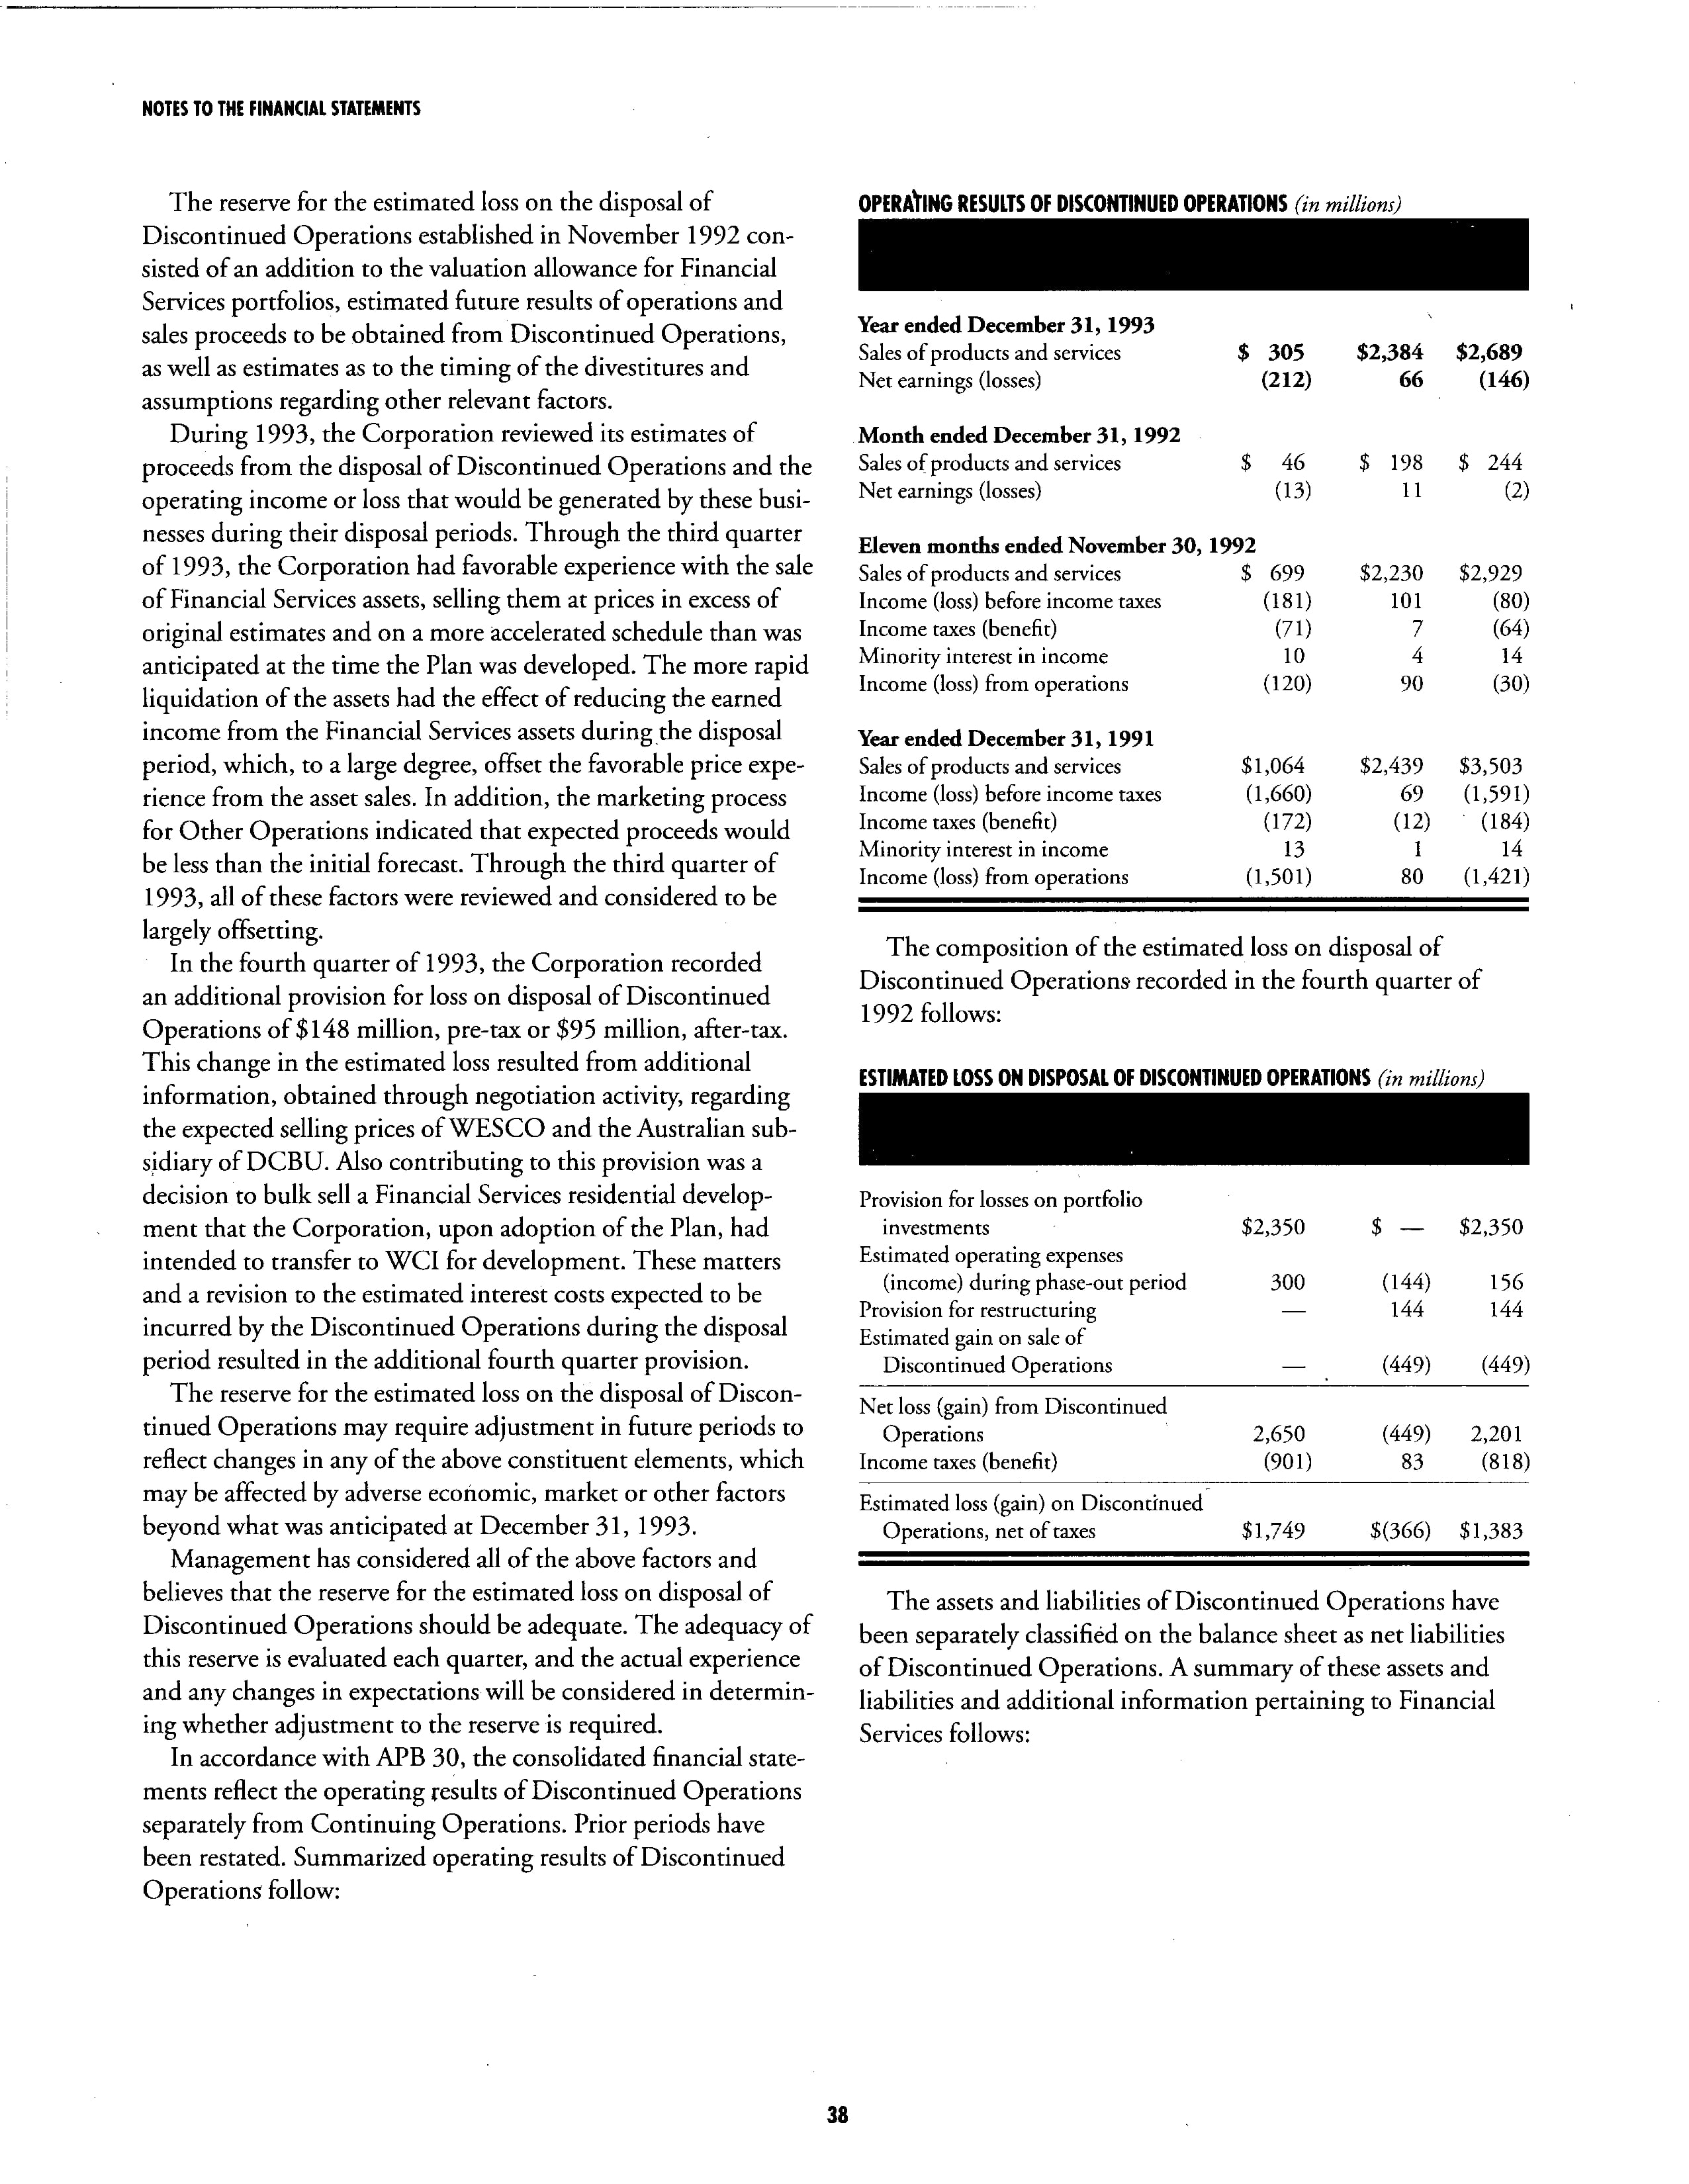 NOTES TO THE FINANCIAL STATEMENTS
The reserve for the estimated loss on the disposal of
Discontinued Operations established in November 1992 con-
sisted of an addition to the valuation allowance for Financial
Services portfolios, estimated future results of operations and
sales proceeds to be obtained from Discontinued Operations,
as well as estimates as to the timing of the divestitures and
assumptions regarding other relevant factors.
During 1993, the Corporation reviewed its estimates of
proceeds from the disposal of Discontinued Operations and the
operating income or loss that would be generated by these busi-
nesses during their disposal periods. Through the third quarter
of 1993, the Corporation had favorable experience with the sale
of Financial Services assets, selling them at prices in excess of
original estimates and on a more accelerated schedule than was
anticipated at the time the Plan was developed. The more rapid
liquidation of the assets had the effect of reducing the earned
income from the Financial Services assets during the disposal
period, which, to a large degree, offset the favorable price expe-
rience from the asset sales. In addition, the marketing process
for Other Operations indicated that expected proceeds would
be less than the initial forecast. Through the third quarter of
1993, all of these factors were reviewed and considered to be
largely offsetting.
In the fourth quarter of 1993, the Corporation recorded
an additional provision for loss on disposal of Discontinued
Operations of $148 million, pre-tax or $95 million, after-tax.
This change in the estimated loss resulted from additional
information, obtained through negotiation activity, regarding
the expected selling prices of WESCO and the Australian sub-
sidiary of DCBU. Also contributing to this provision was a
decision to bulk sell a Financial Services residential develop-
ment that the Corporation, upon adoption of the Plan, had
intended to transfer to WCI for development. These matters
and a revision to the estimated interest costs expected to be
incurred by the Discontinued Operations during the disposal
period resulted in the additional fourth quarter provision.
The reserve for the estimated loss on the disposal of Discon-
tinued Operations may require adjustment in future periods to
reflect changes in any of the above constituent elements, which
may be affected by adverse economic, market or other factors
beyond what was anticipated at December 31, 1993.
Management has considered all of the above factors and
believes that the reserve for the estimated loss on disposal of
Discontinued Operations should be adequate. The adequacy of
this reserve is evaluated each quarter, and the actual experience
and any changes in expectations will be considered in determin-
ing whether adjustment to the reserve is required.
In accordance with APB 30, the consolidated financial state-
ments reflect the operating results of Discontinued Operations
separately from Continuing Operations. Prior periods have
been restated. Summarized operating results of Discontinued
Operations follow:
OPERATING RESULTS OF DISCONTINUED OPERATIONS (in millions)
Year ended December 31, 1993
Sales of products and services $ 305 $2,384 $2,689
Net earnings (losses) (212) 66 (146)
Month ended December 31, 1992
Sales of products and services $ 46 $ 198 $ 244
Net earnings (losses) (13) 11 (2)
Eleven months ended November 30, 1992
Sales of products and services $ 699 $2,230 $2,929
Income (loss) before income taxes (181) 101 (80)
Income taxes (benefit) (71) 7 (64)
Minority interest in income 10 4 14
Income (loss) from operations (120) 90 (30)
Year ended December 31, 1991
Sales of products and services $1,064 $2,439 $3,503
Income (loss) before income taxes (1,660) 69 (1,591)
Income taxes (benefit) (172) (12) (184)
Minority interest in income 13 1 14
Income (loss) from operations (1,501) 80 (1,421)
The composition of the estimated loss on disposal of
Discontinued Operations recorded in the fourth quarter of
1992 follows:
ESTIMATED LOSS ON DISPOSAL OF DISCONTINUED OPERATIONS (in millions)
Provision for losses on portfolio
investments $2,350 $ — $2,350
Estimated operating expenses
(income) during phase-out period 300 (144) 156
Provision for restructuring — 144 144
Estimated gain on sale of
Discontinued Operations — (449) (449)
Net loss (gain) from Discontinued
Operations 2,650 (449) 2,201
Income taxes (benefit) (901) 83 (818)
Estimated loss (gain) on Discontinued
Operations, net of taxes $1,749 $(366) $1,383
The assets and liabilities of Discontinued Operations have
been separately classified on the balance sheet as net liabilities
of Discontinued Operations. A summary of these assets and
liabilities and additional information pertaining to Financial
Services follows:
38